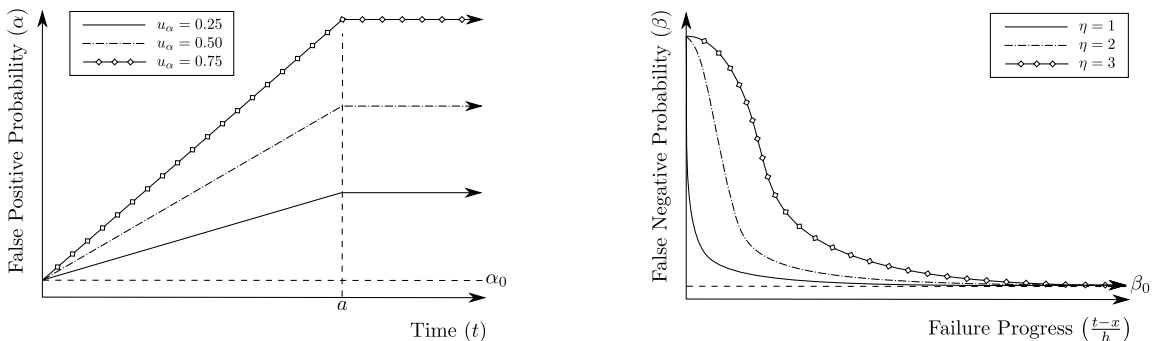 False Positive Probability (α)
u_α = 0.25
u_α = 0.50
u_α = 0.75
α₀
a
Time (t)
False Negative Probability (β)
η = 1
η = 2
η = 3
β₀
Failure Progress ((t−x)/h)